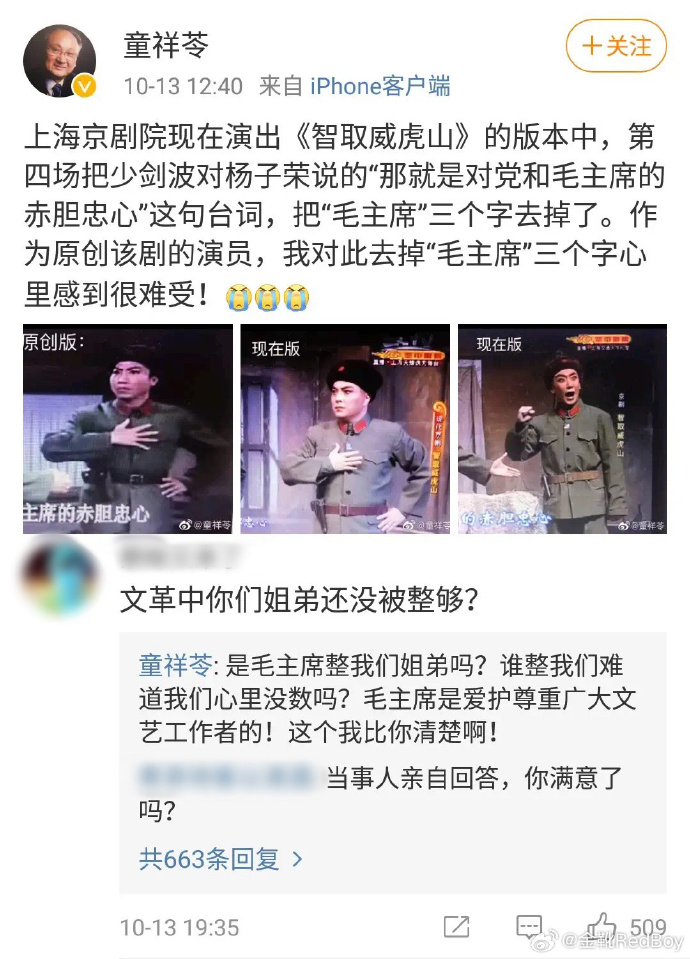 童祥苓
+关注
10-13 12:40 来自 iPhone客户端
上海京剧院现在演出《智取威虎山》的版本中，第
四场把少剑波对杨子荣说的“那就是对党和毛主席的
赤胆忠心”这句台词，把“毛主席”三个字去掉了。作
为原创该剧的演员，我对此去掉“毛主席”三个字心
里感到很难受！😭😭😭
原创版：
主席的赤胆忠心
@童祥苓
现在版
智取威虎山
忠心
@童祥苓
现在版
京剧
智取威虎山
的赤胆忠心
@童祥苓
文革中你们姐弟还没被整够？
童祥苓: 是毛主席整我们姐弟吗？谁整我们难
道我们心里没数吗？毛主席是爱护尊重广大文
艺工作者的！这个我比你清楚啊！
当事人亲自回答，你满意了
吗？
共663条回复 >
10-13 19:35
509
@金靴RedBoy